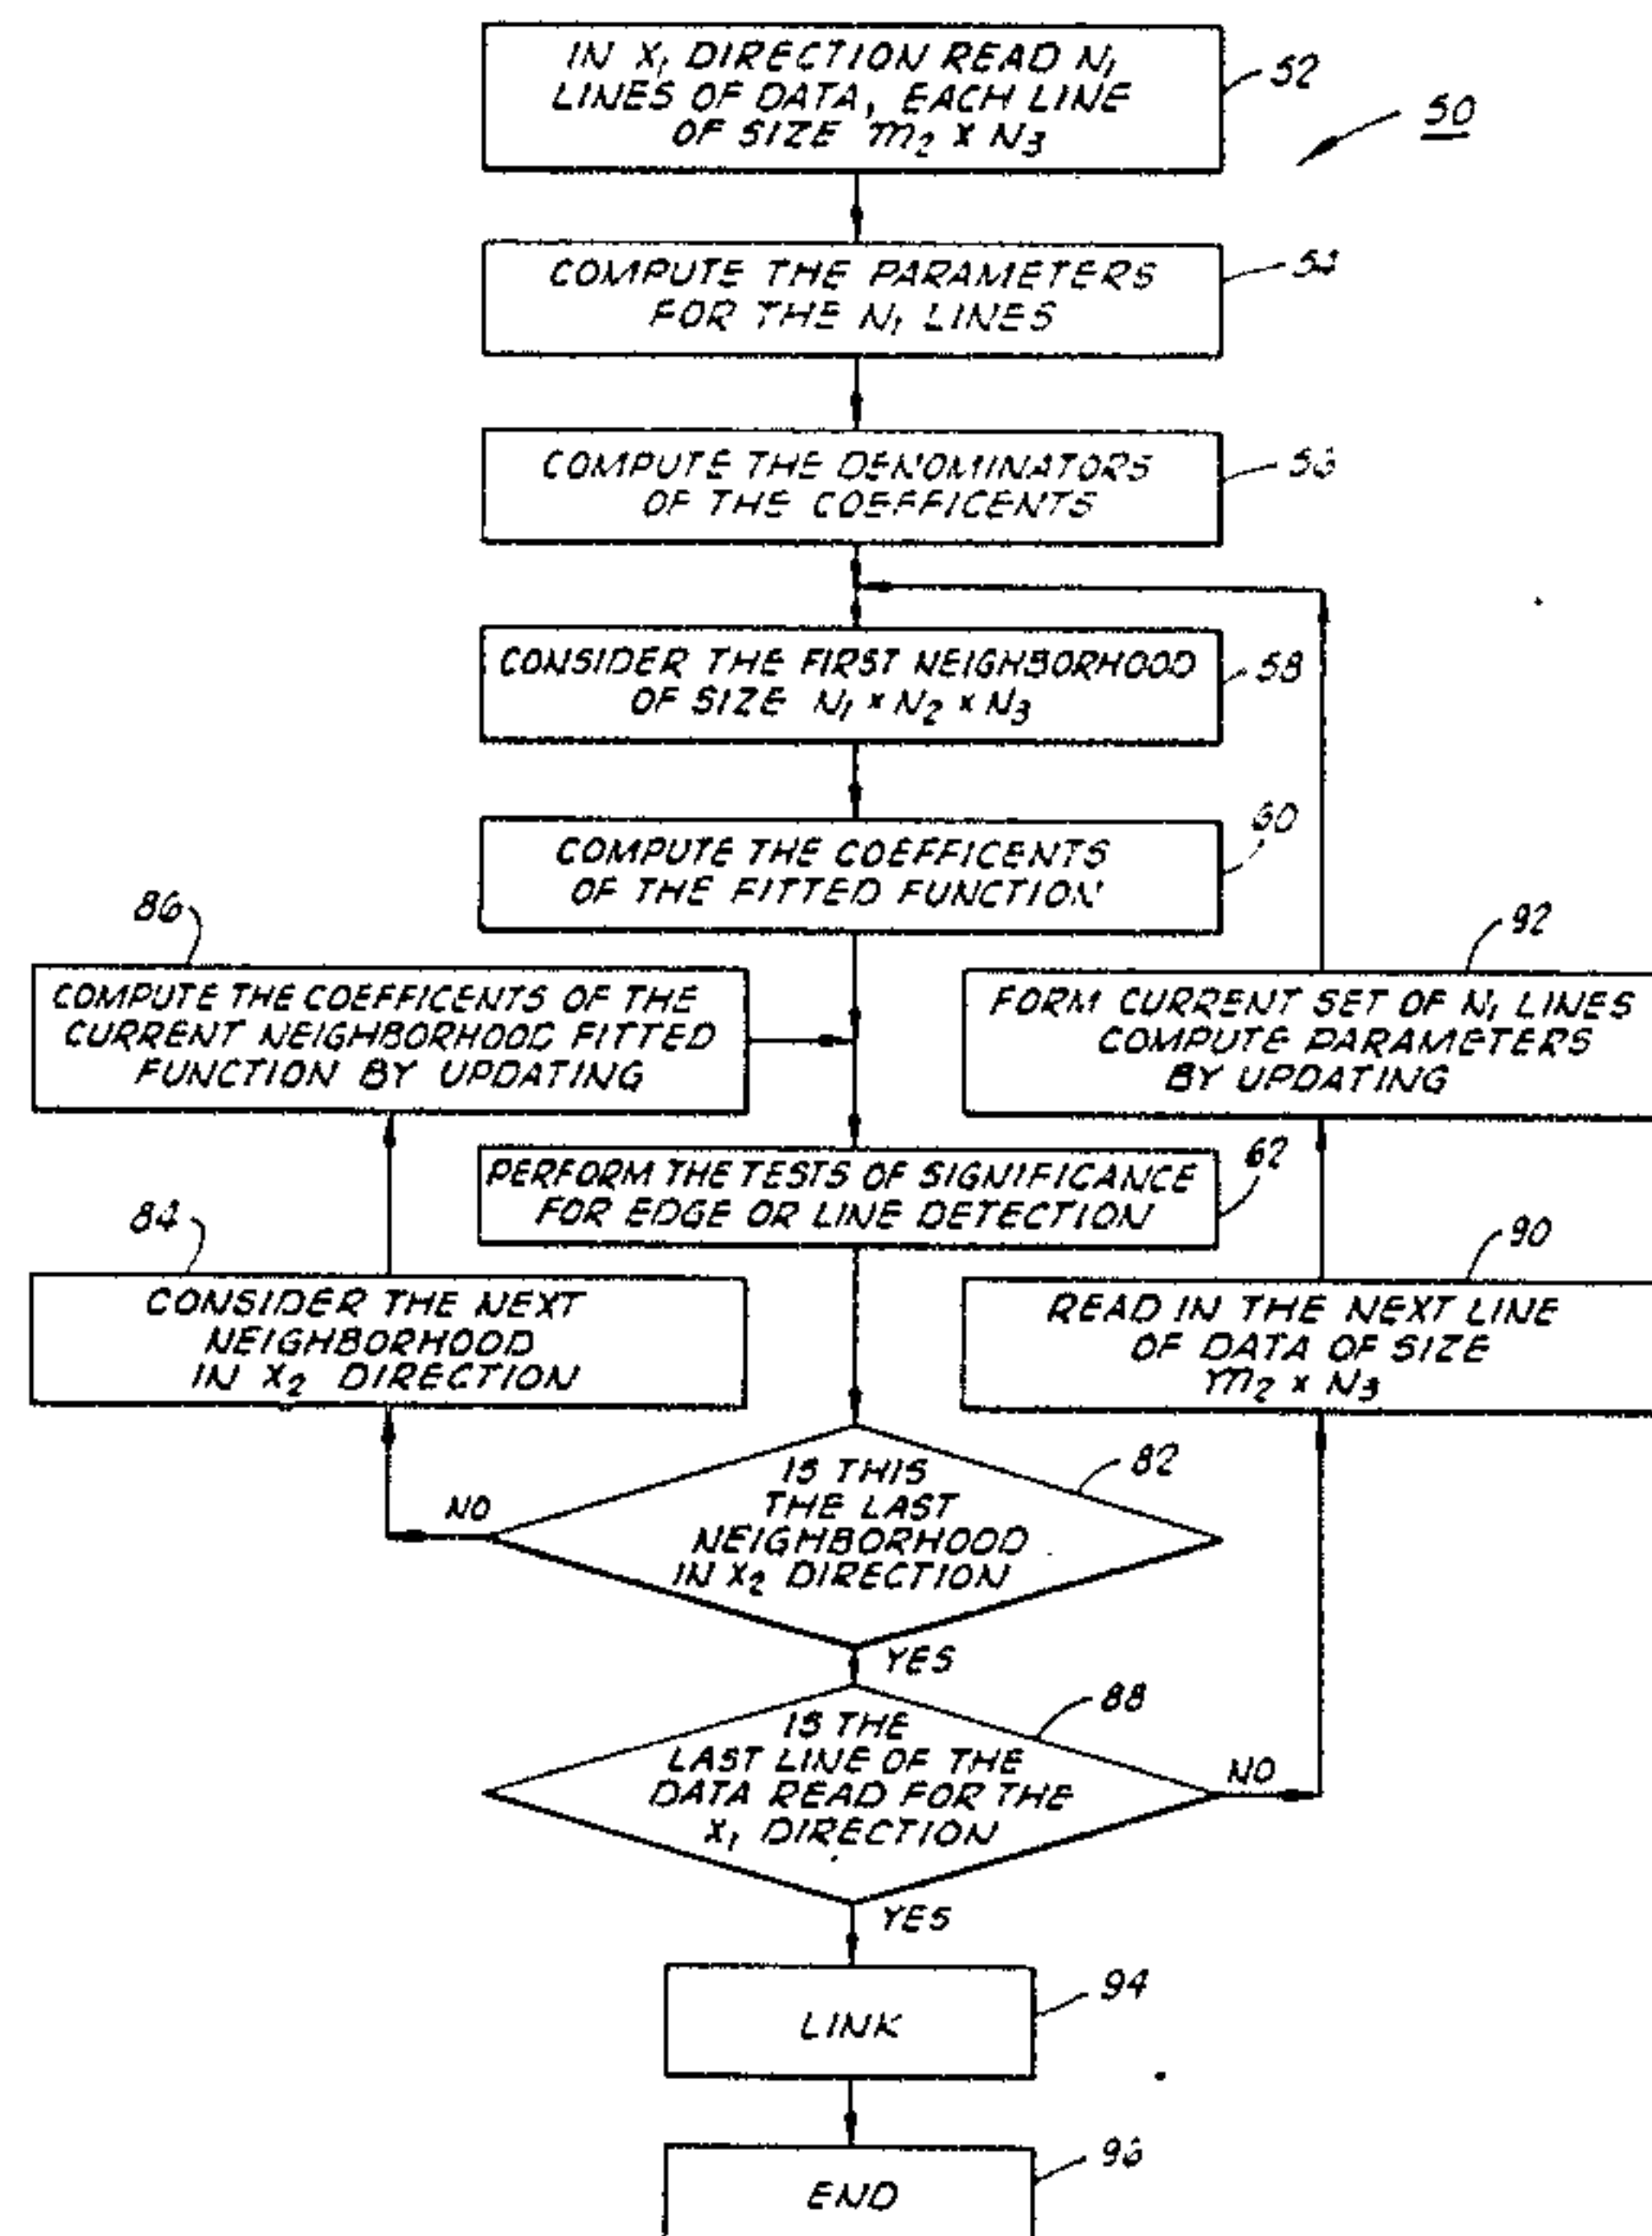 IN X₁ DIRECTION READ N₁
LINES OF DATA, EACH LINE
OF SIZE m₂ X N₃
52
50
COMPUTE THE PARAMETERS
FOR THE N₁ LINES
54
COMPUTE THE DENOMINATORS
OF THE COEFFICENTS
56
CONSIDER THE FIRST NEIGHBORHOOD
OF SIZE N₁ x N₂ x N₃
58
COMPUTE THE COEFFICENTS
OF THE FITTED FUNCTION
60
86
COMPUTE THE COEFFICENTS OF THE
CURRENT NEIGHBORHOOD FITTED
FUNCTION BY UPDATING
92
FORM CURRENT SET OF N₁ LINES
COMPUTE PARAMETERS
BY UPDATING
PERFORM THE TESTS OF SIGNIFICANCE
FOR EDGE OR LINE DETECTION
62
84
CONSIDER THE NEXT
NEIGHBORHOOD
IN X₂ DIRECTION
90
READ IN THE NEXT LINE
OF DATA OF SIZE
m₂ x N₃
IS THIS
THE LAST
NEIGHBORHOOD
IN X₂ DIRECTION
82
NO
YES
IS THE
LAST LINE OF THE
DATA READ FOR THE
X₁ DIRECTION
88
NO
YES
LINK
94
END
96